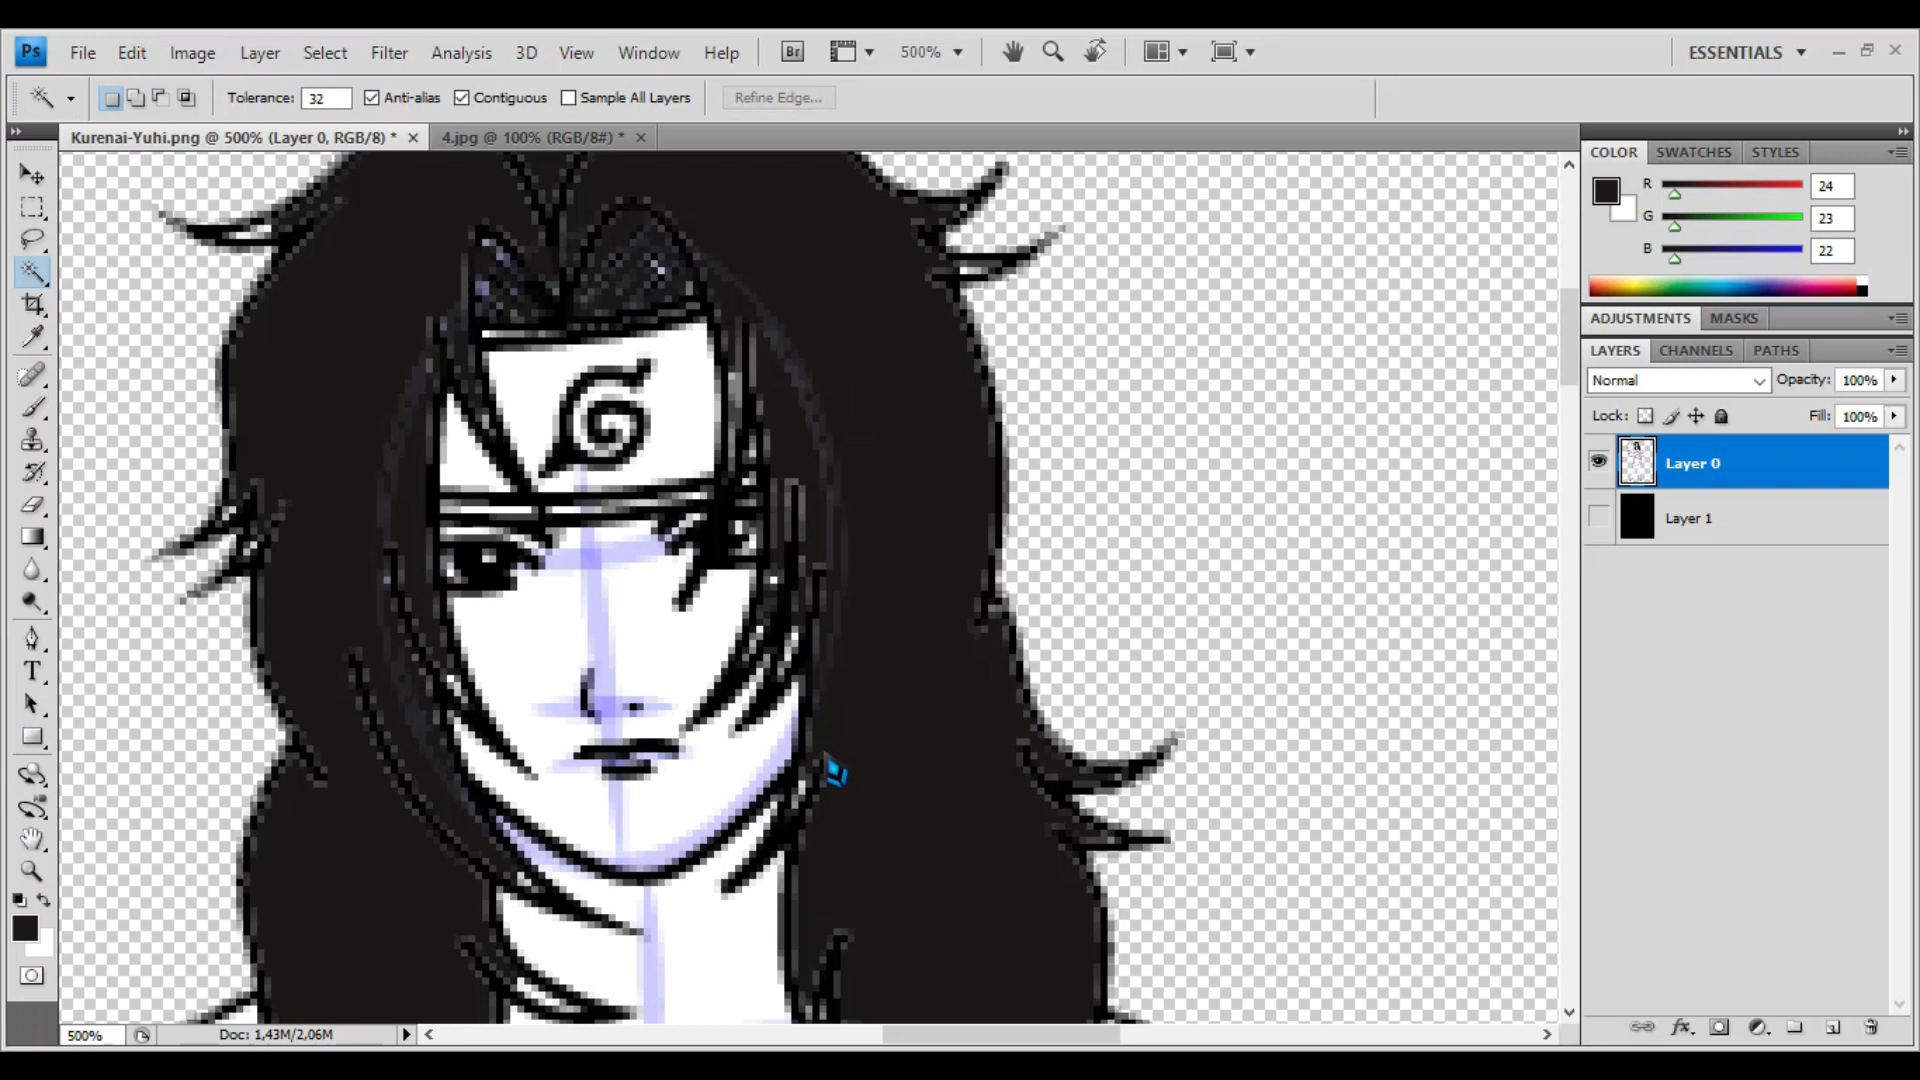 Ps File Edit Image Layer Select Filter Analysis 3D View Window Help Br 500% ESSENTIALS
Tolerance: 32 Anti-alias Contiguous Sample All Layers Refine Edge...
Kurenai-Yuhi.png @ 500% (Layer 0, RGB/8) * 4.jpg @ 100% (RGB/8#) *
COLOR SWATCHES STYLES
R 24
G 23
B 22
ADJUSTMENTS MASKS
LAYERS CHANNELS PATHS
Normal Opacity: 100%
Lock: Fill: 100%
Layer 0
Layer 1
T
fx
500% Doc: 1,43M/2,06M